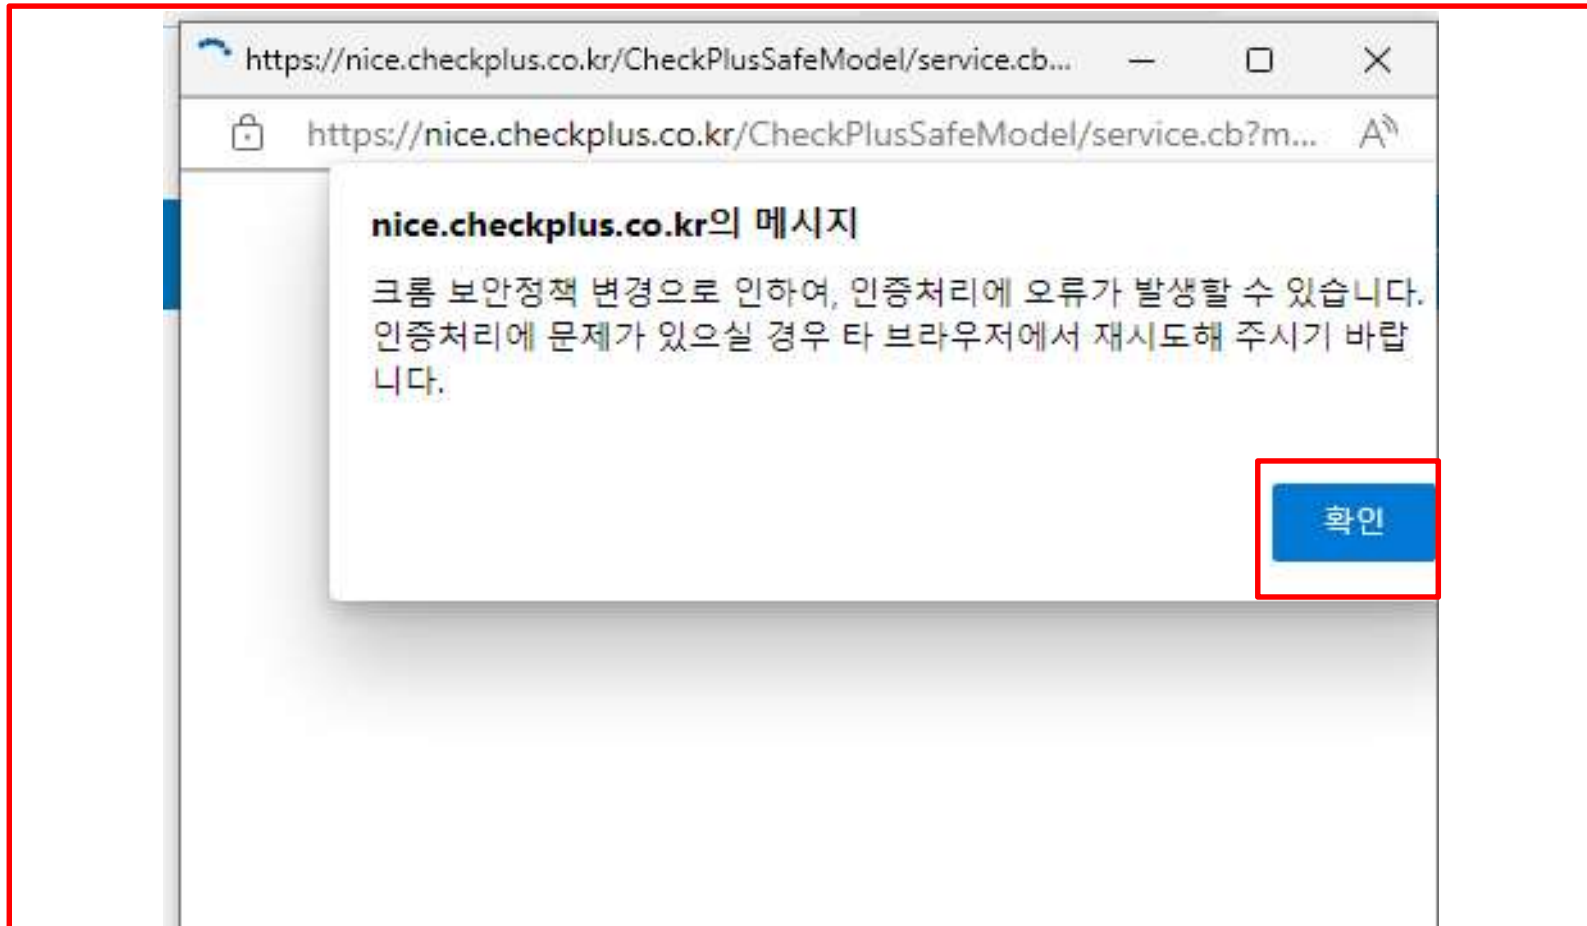 https://nice.checkplus.co.kr/CheckPlusSafeModel/service.cb...
https://nice.checkplus.co.kr/CheckPlusSafeModel/service.cb?m... A
nice.checkplus.co.kr의 메시지
크롬 보안정책 변경으로 인하여, 인증처리에 오류가 발생할 수 있습니다.
인증처리에 문제가 있으실 경우 타 브라우저에서 재시도해 주시기 바랍
니다.
확인